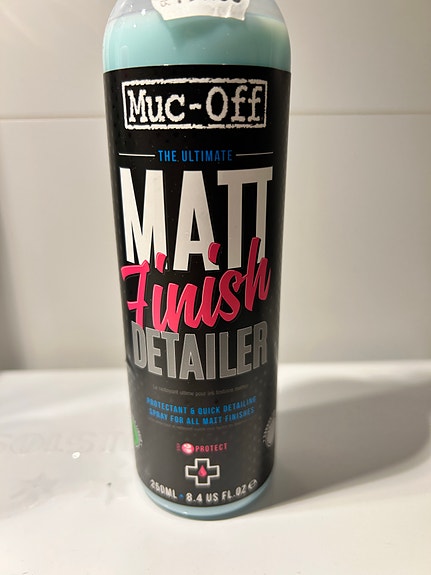 Muc-Off
THE ULTIMATE
MATT
Finish
DETAILER
PROTECTANT & QUICK DETAILING
SPRAY FOR ALL MATT FINISHES
PROTECT
250ML • 8.4 US FL.OZ ℮